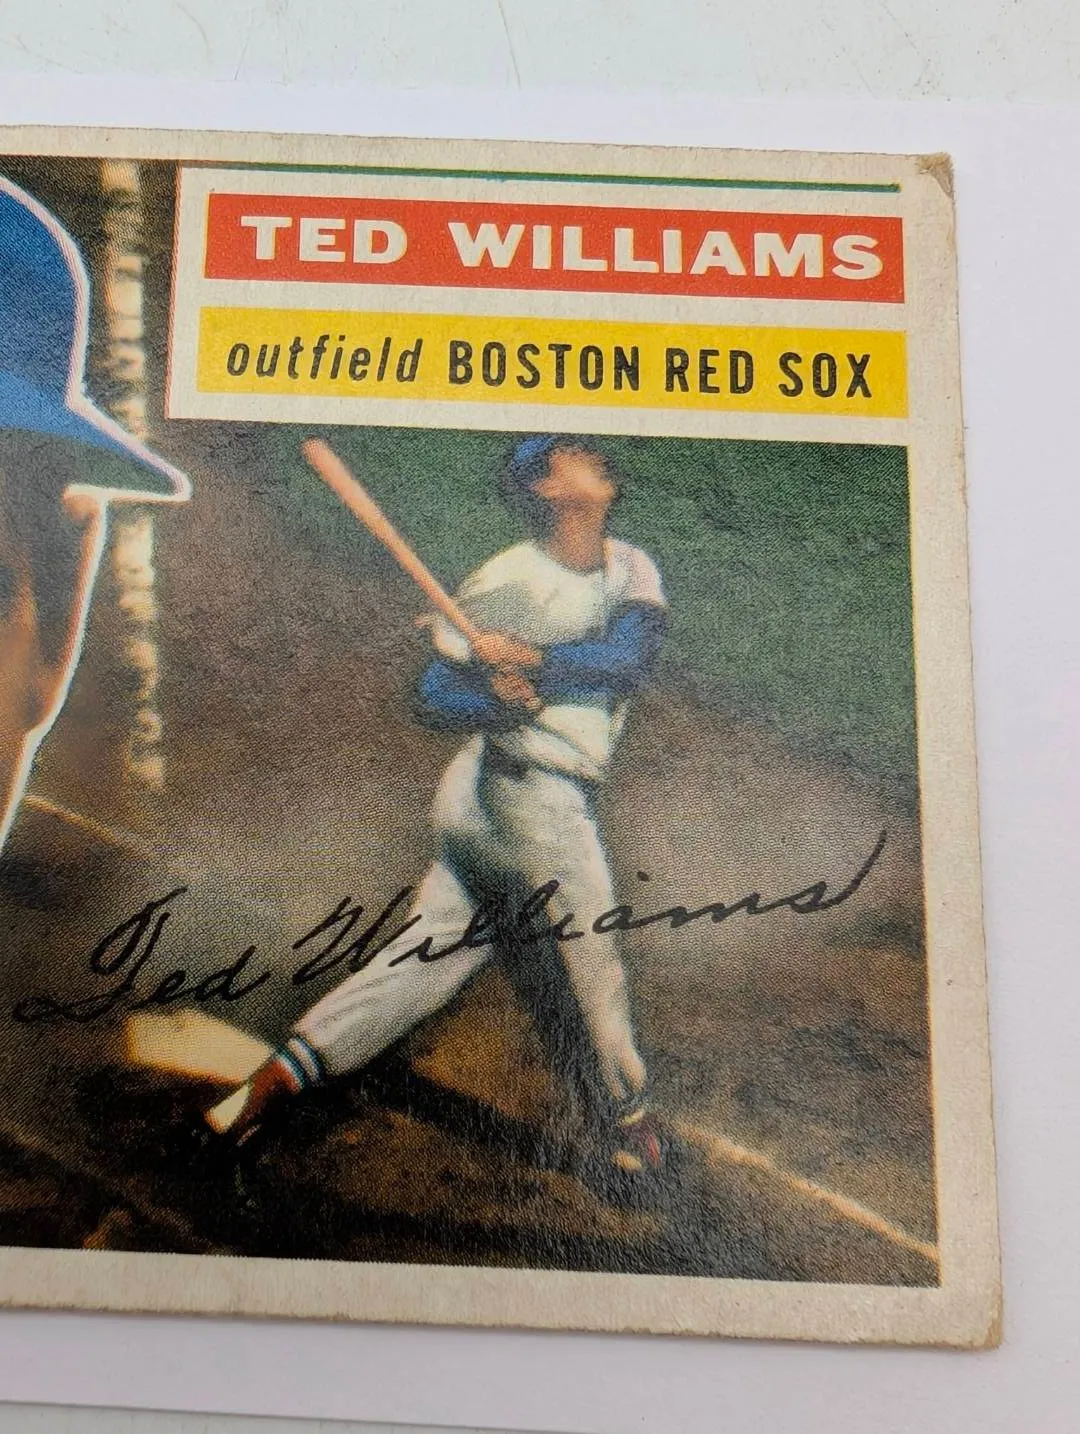 TED WILLIAMS
outfield BOSTON RED SOX
Ted Williams